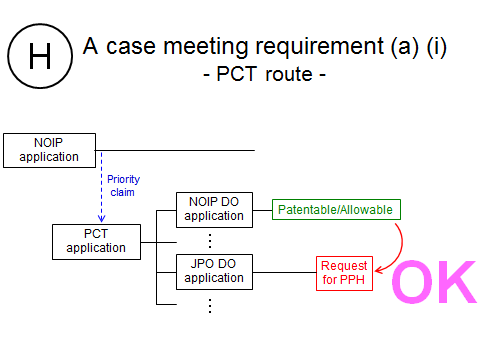 H
A case meeting requirement (a) (i)
- PCT route -
NOIP
application
Priority
claim
PCT
application
NOIP DO
application
Patentable/Allowable
⋮
JPO DO
application
Request
for PPH
OK
⋮